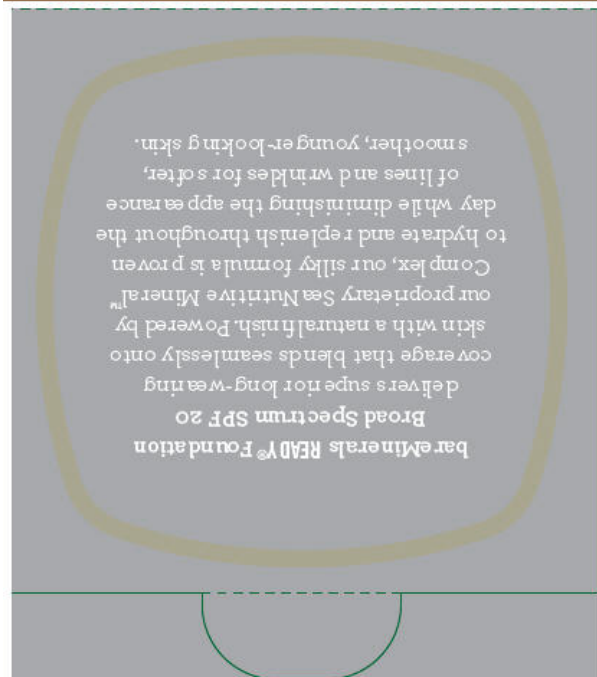 bareMinerals READY® Foundation
Broad Spectrum SPF 20
delivers superior long-wearing
coverage that blends seamlessly onto
skin with a natural finish. Powered by
our proprietary SeaNutritive Mineral™
Complex, our silky formula is proven
to hydrate and replenish throughout the
day while diminishing the appearance
of lines and wrinkles for softer,
smoother, younger-looking skin.